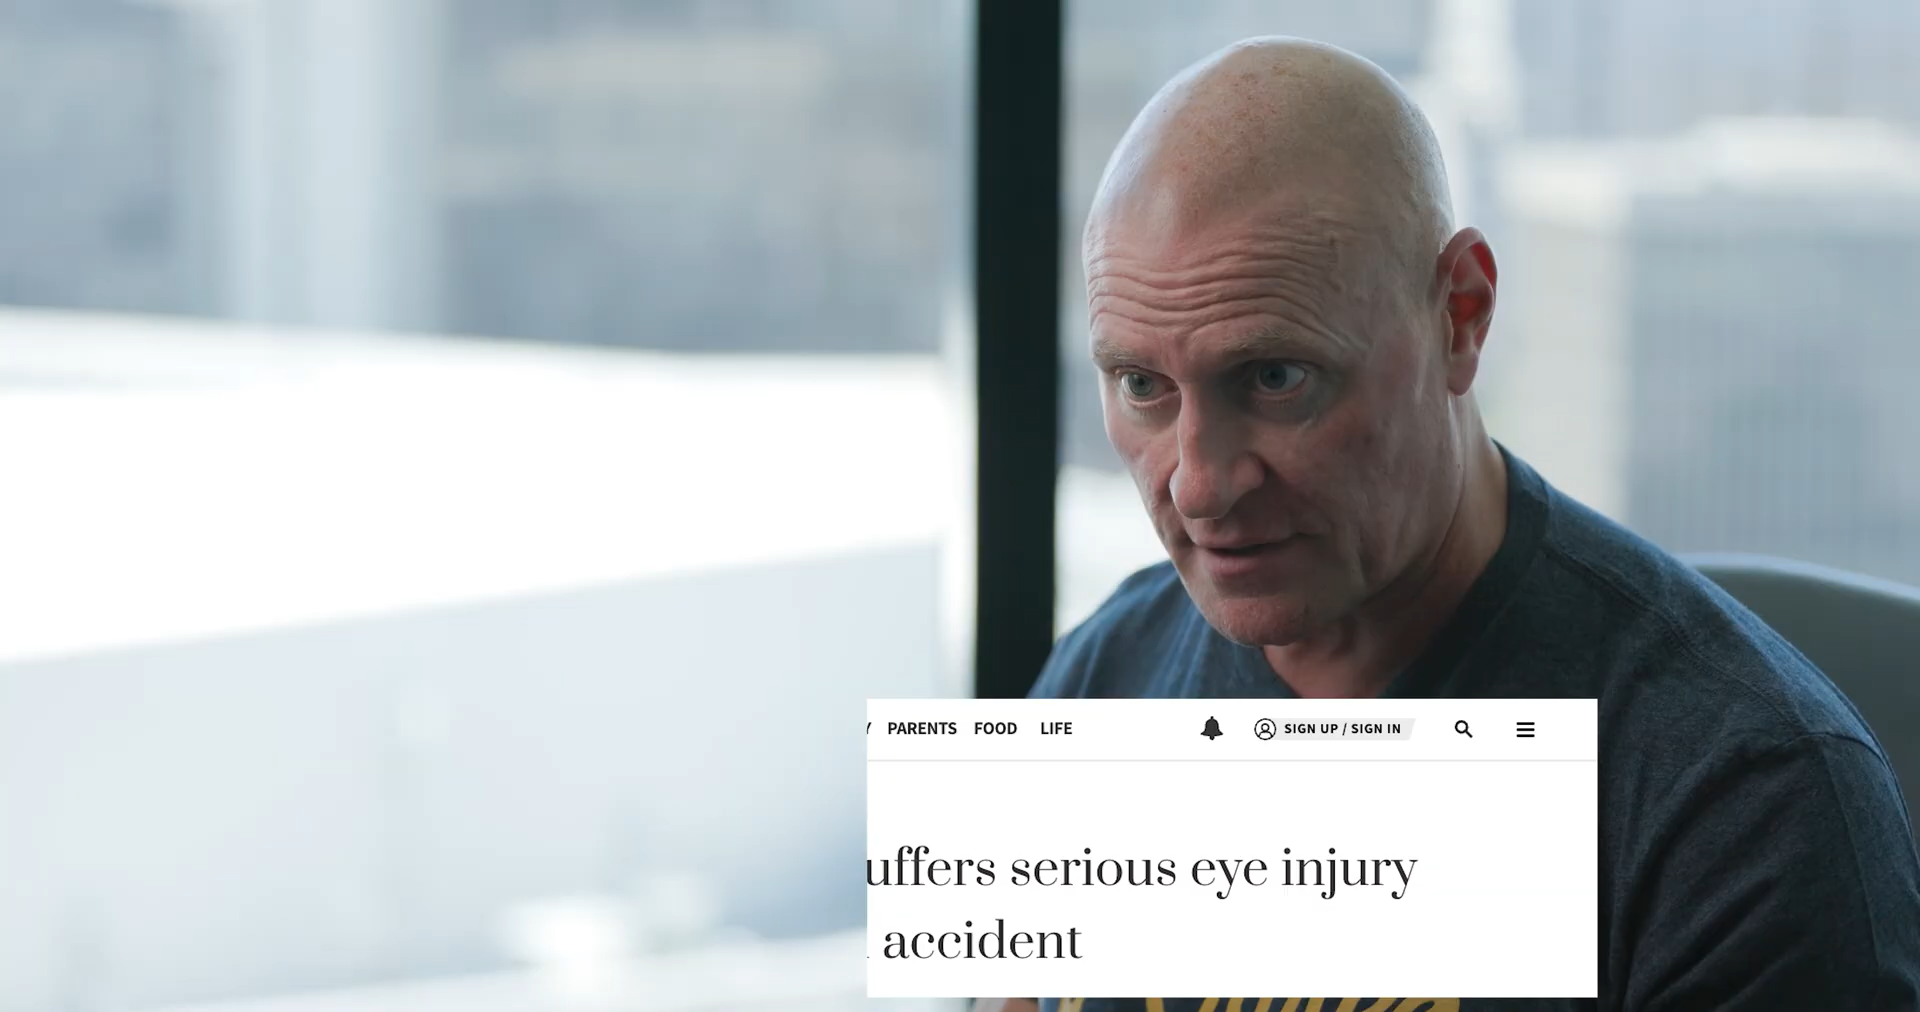 PARENTS FOOD LIFE SIGN UP / SIGN IN
uffers serious eye injury
accident